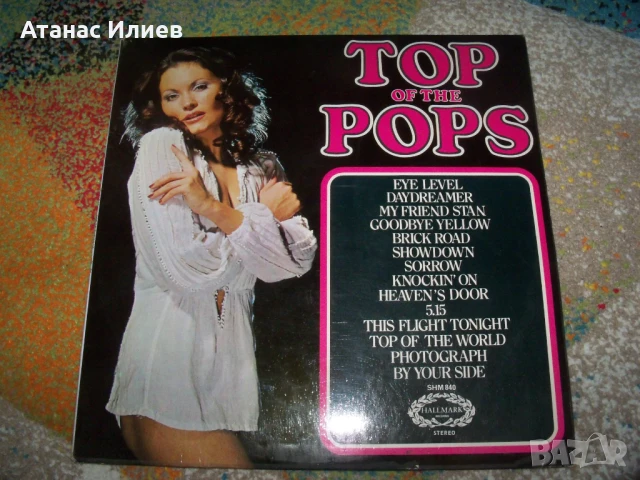 Атанас Илиев
TOP
OF THE
POPS
EYE LEVEL
DAYDREAMER
MY FRIEND STAN
GOODBYE YELLOW
BRICK ROAD
SHOWDOWN
SORROW
KNOCKIN' ON
HEAVEN'S DOOR
5.15
THIS FLIGHT TONIGHT
TOP OF THE WORLD
PHOTOGRAPH
BY YOUR SIDE
SHM 840
HALLMARK
STEREO
BAZAR